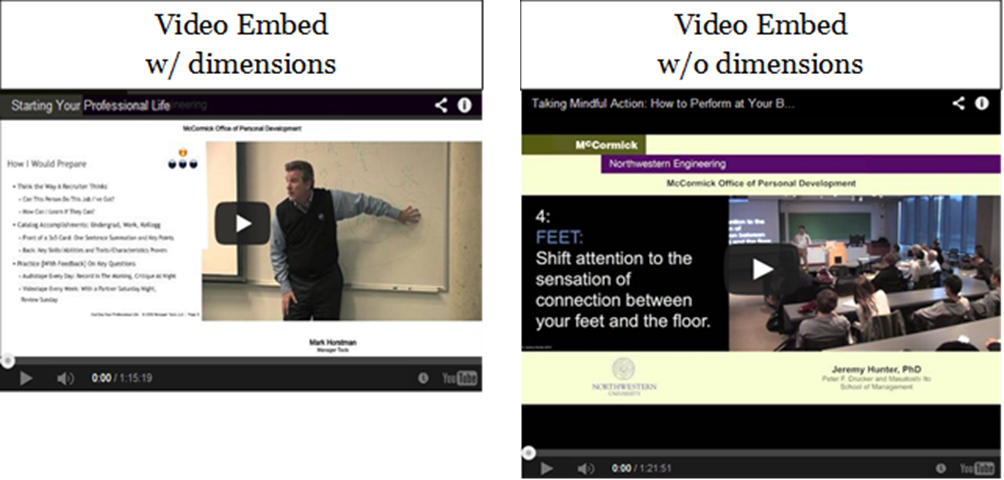 Video Embed
w/ dimensions
Starting Your Professional Life
McCormick Office of Personal Development
How I Would Prepare
• Think the Way A Recruiter Thinks
- Can This Person Do This Job I've Got?
- How Can I Learn If They Can?
• Catalog Accomplishments: Undergrad, Work, Kellogg
- Front of a 3x5 Card: One Sentence Summation and Key Points
- Back: Key Skills/Abilities and Traits/Characteristics Proven
• Practice [With Feedback] On Key Questions
- Audiotape Every Day: Record In The Morning, Critique At Night
- Videotape Every Week: With a Partner Saturday Night,
Review Sunday
Mark Horstman
Manager Tools
0:00 / 1:15:19
YouTube
Video Embed
w/o dimensions
Taking Mindful Action: How to Perform at Your B...
McCormick
Northwestern Engineering
McCormick Office of Personal Development
4:
FEET:
Shift attention to the
sensation of
connection between
your feet and the floor.
NORTHWESTERN
UNIVERSITY
Jeremy Hunter, PhD
Peter F. Drucker and Masatoshi Ito
School of Management
0:00 / 1:21:51
YouTube